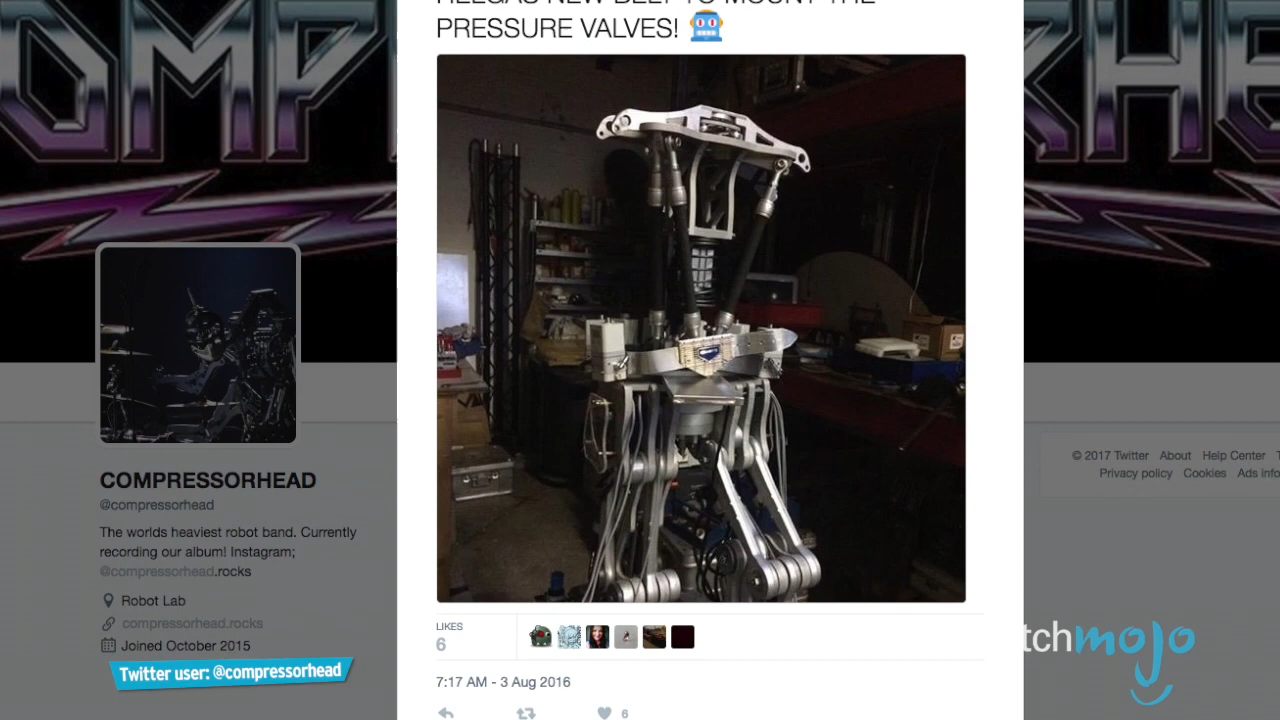 PRESSURE VALVES!
COMPRESSORHEAD
@compressorhead
The worlds heaviest robot band. Currently
recording our album! Instagram;
@compressorhead.rocks
Robot Lab
compressorhead.rocks
Joined October 2015
Twitter user: @compressorhead
LIKES
6
7:17 AM - 3 Aug 2016
6
© 2017 Twitter About Help Center
Privacy policy Cookies Ads info
tchmojo
OMP
RHE